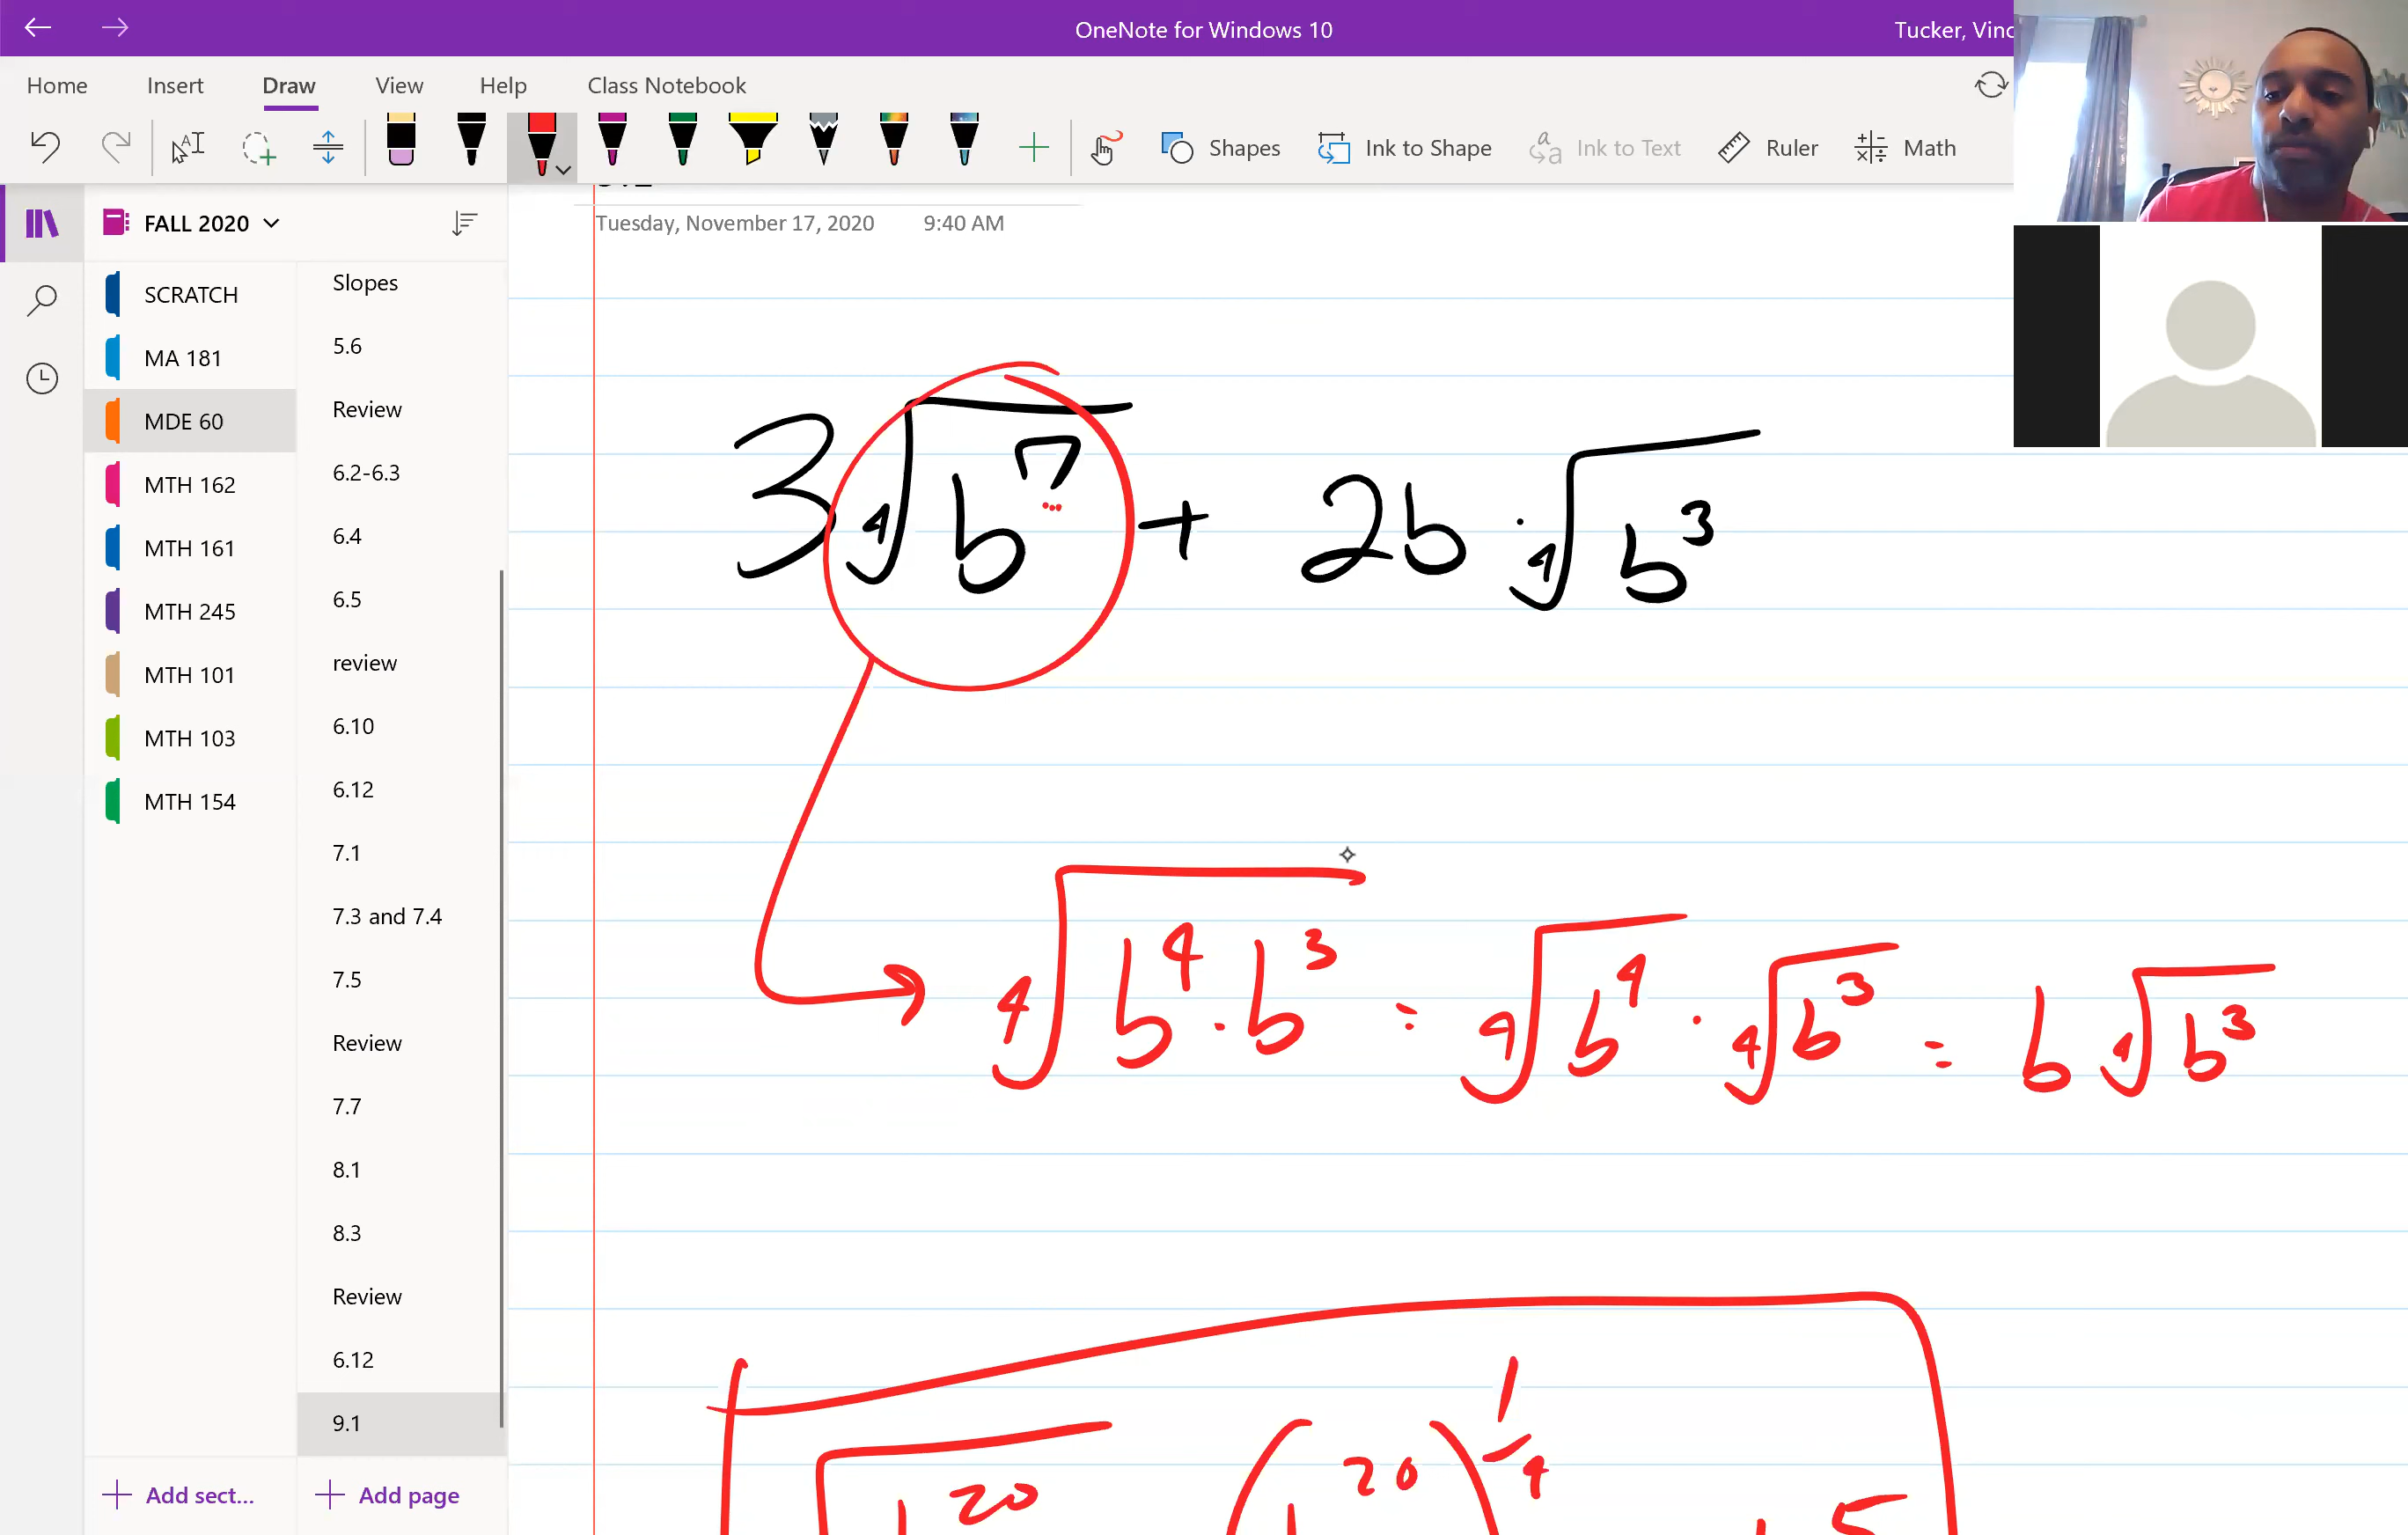 OneNote for Windows 10
Tucker, Vinc
Home Insert Draw View Help Class Notebook
Shapes Ink to Shape Ink to Text Ruler Math
FALL 2020
Tuesday, November 17, 2020 9:40 AM
SCRATCH
MA 181
MDE 60
MTH 162
MTH 161
MTH 245
MTH 101
MTH 103
MTH 154
Add sect...
Slopes
5.6
Review
6.2-6.3
6.4
6.5
review
6.10
6.12
7.1
7.3 and 7.4
7.5
Review
7.7
8.1
8.3
Review
6.12
9.1
Add page
3 ⁴√b⁷ + 2b · ⁴√b³
⁴√b⁴ · b³ = ⁴√b⁴ · ⁴√b³ = b ⁴√b³
20 ( 20 ) 1/4 5